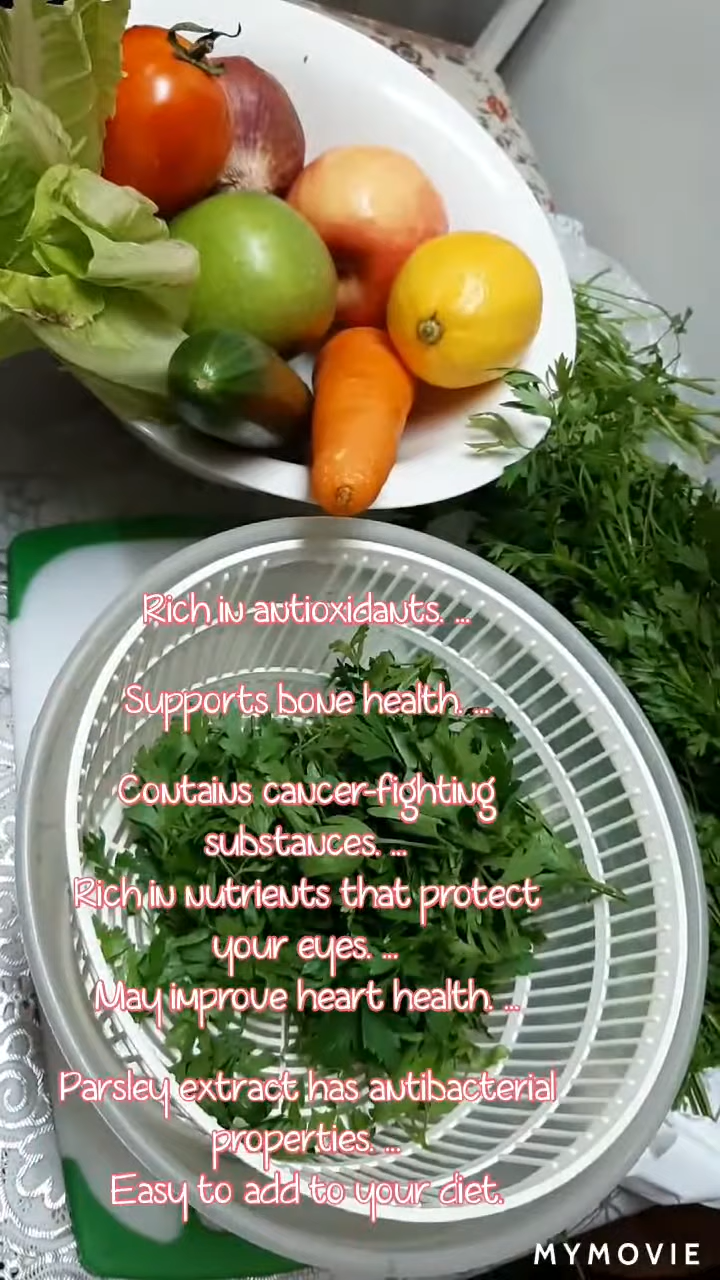 Rich in antioxidants. ...
Supports bone health. ...
Contains cancer-fighting
substances. ...
Rich in nutrients that protect
your eyes. ...
May improve heart health. ...
Parsley extract has antibacterial
properties. ...
Easy to add to your diet.
MYMOVIE